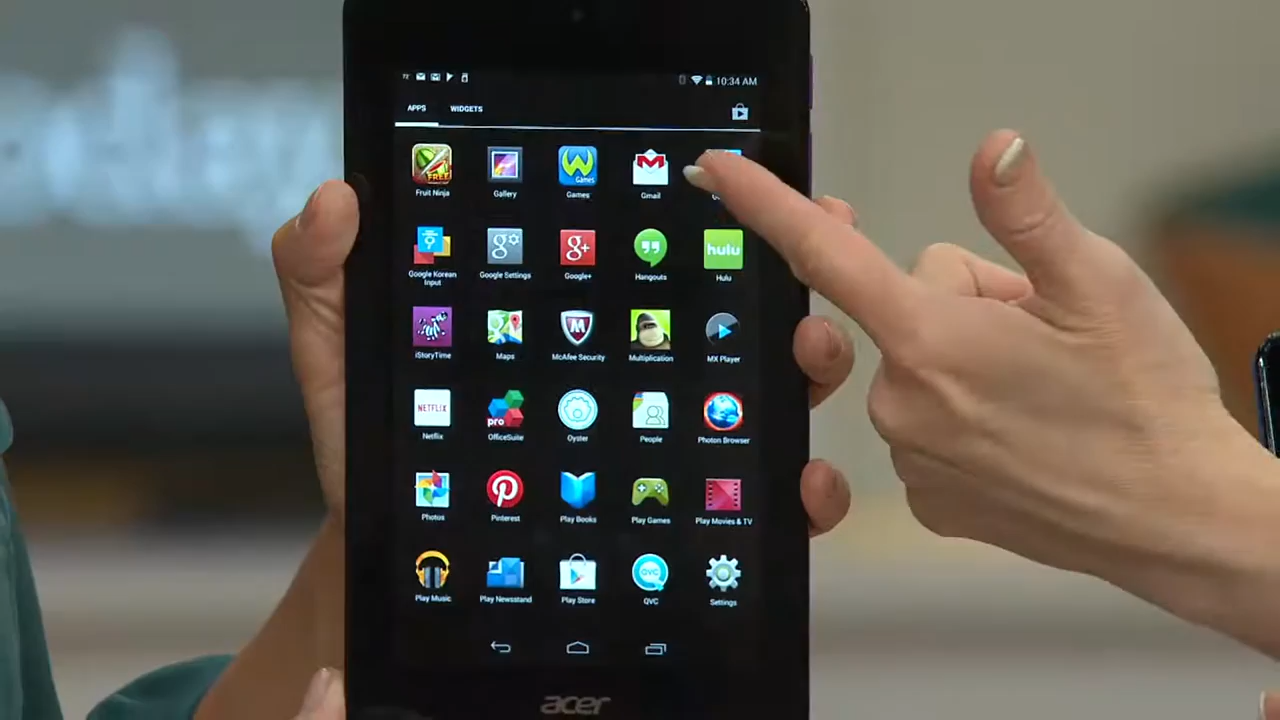 10:34 AM
APPS WIDGETS
FREE
Games
Fruit Ninja Gallery Games Gmail
g g+ hulu
Google Korean Input Google Settings Google+ Hangouts Hulu
iStoryTime Maps McAfee Security Multiplication MX Player
NETFLIX pro
Netflix OfficeSuite Oyster People Photon Browser
Photos Pinterest Play Books Play Games Play Movies & TV
QVC
Play Music Play Newsstand Play Store QVC Settings
acer